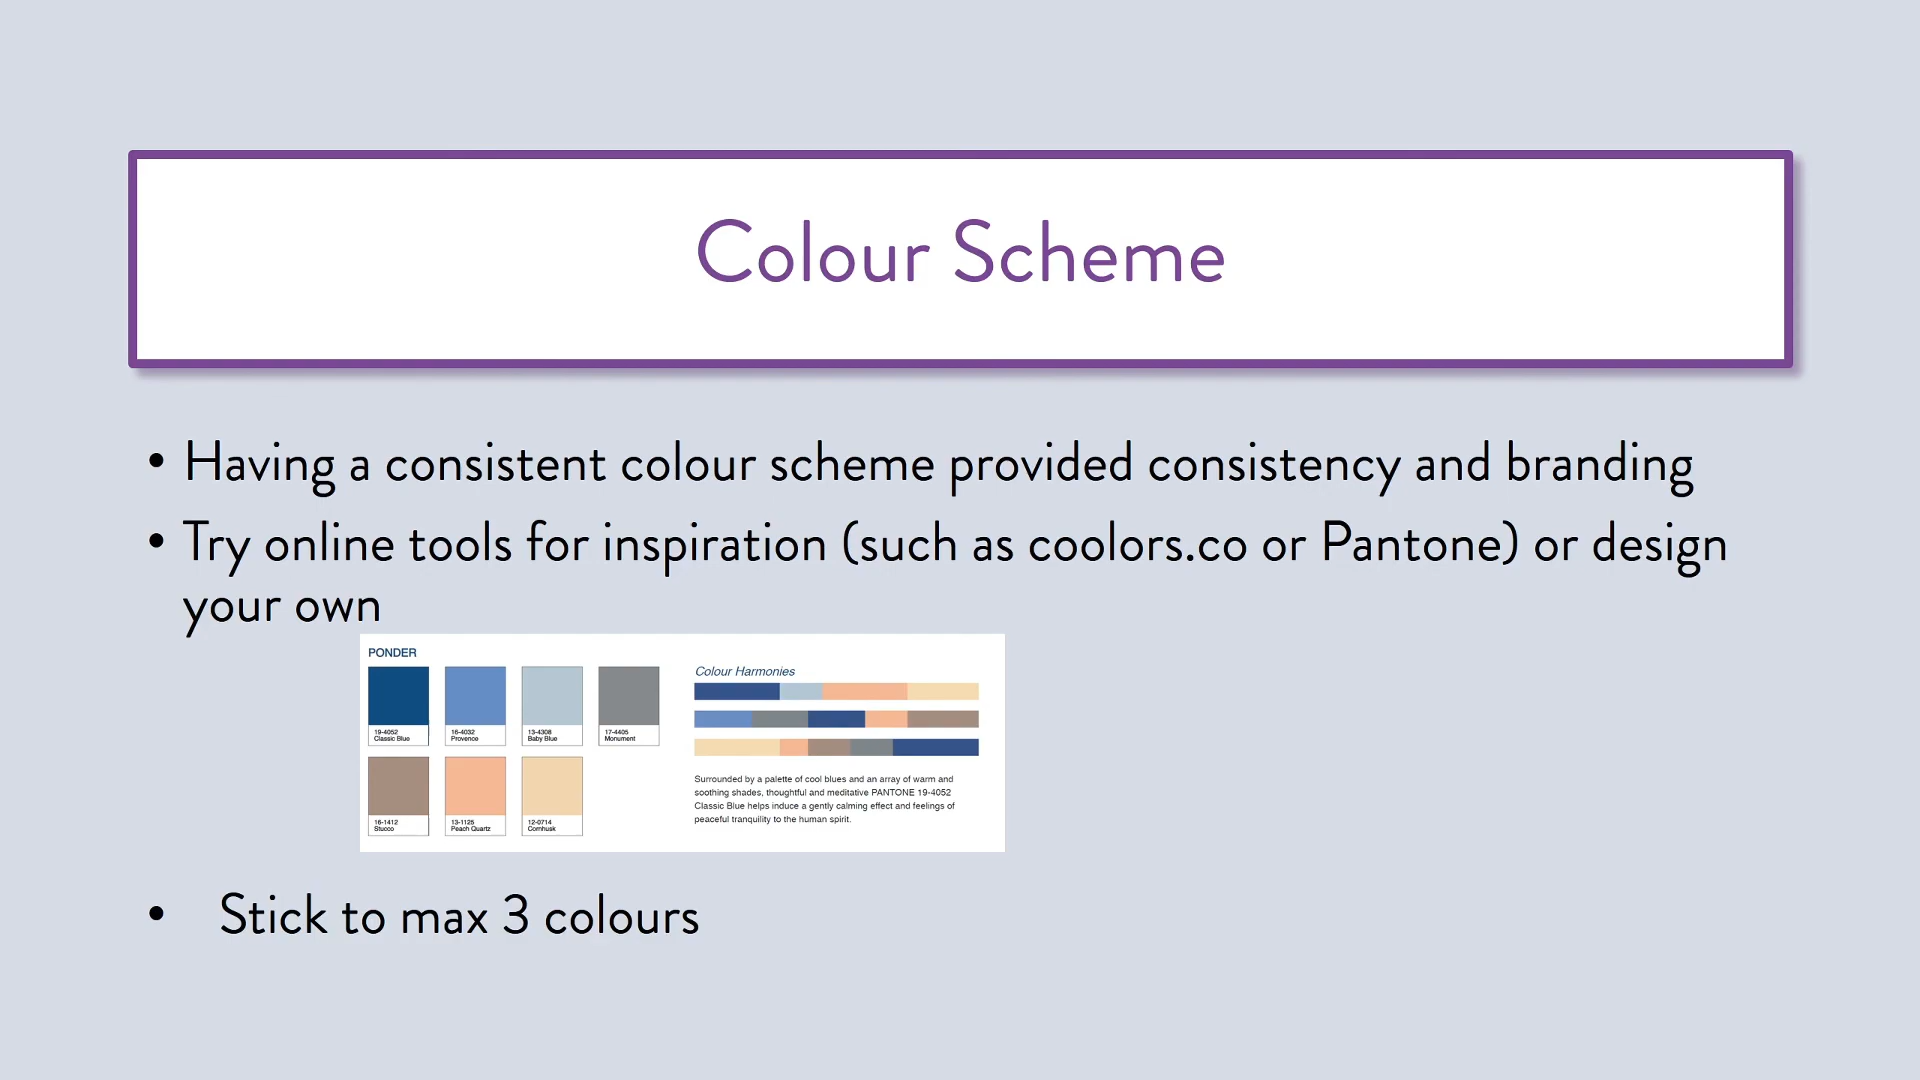 Colour Scheme
• Having a consistent colour scheme provided consistency and branding
• Try online tools for inspiration (such as coolors.co or Pantone) or design
your own
PONDER
19-4052
Classic Blue
16-4032
Provence
13-4308
Baby Blue
17-4405
Monument
16-1412
Stucco
13-1125
Peach Quartz
12-0714
Cornhusk
Colour Harmonies
Surrounded by a palette of cool blues and an array of warm and
soothing shades, thoughtful and meditative PANTONE 19-4052
Classic Blue helps induce a gently calming effect and feelings of
peaceful tranquility to the human spirit.
• Stick to max 3 colours